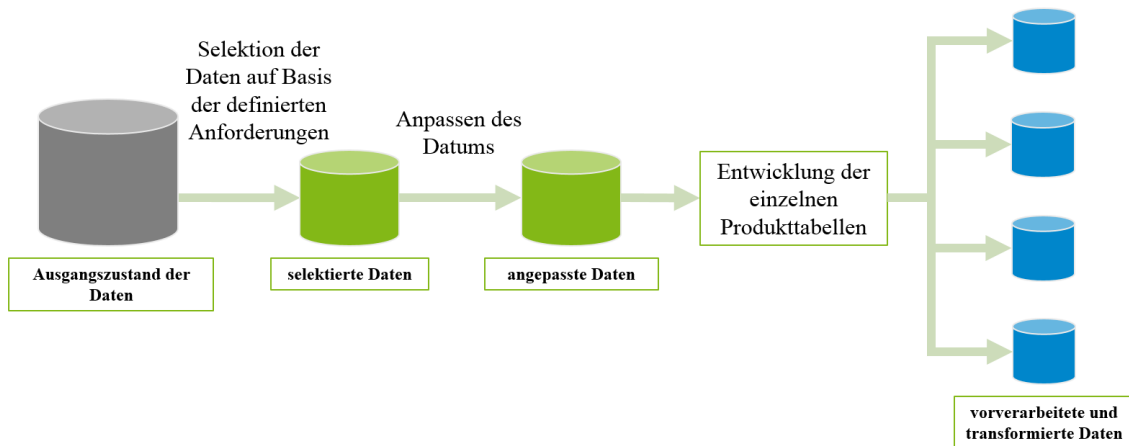 Selektion der
Daten auf Basis
der definierten
Anforderungen
Anpassen des
Datums
Entwicklung der
einzelnen
Produkttabellen
Ausgangszustand der
Daten
selektierte Daten
angepasste Daten
vorverarbeitete und
transformierte Daten